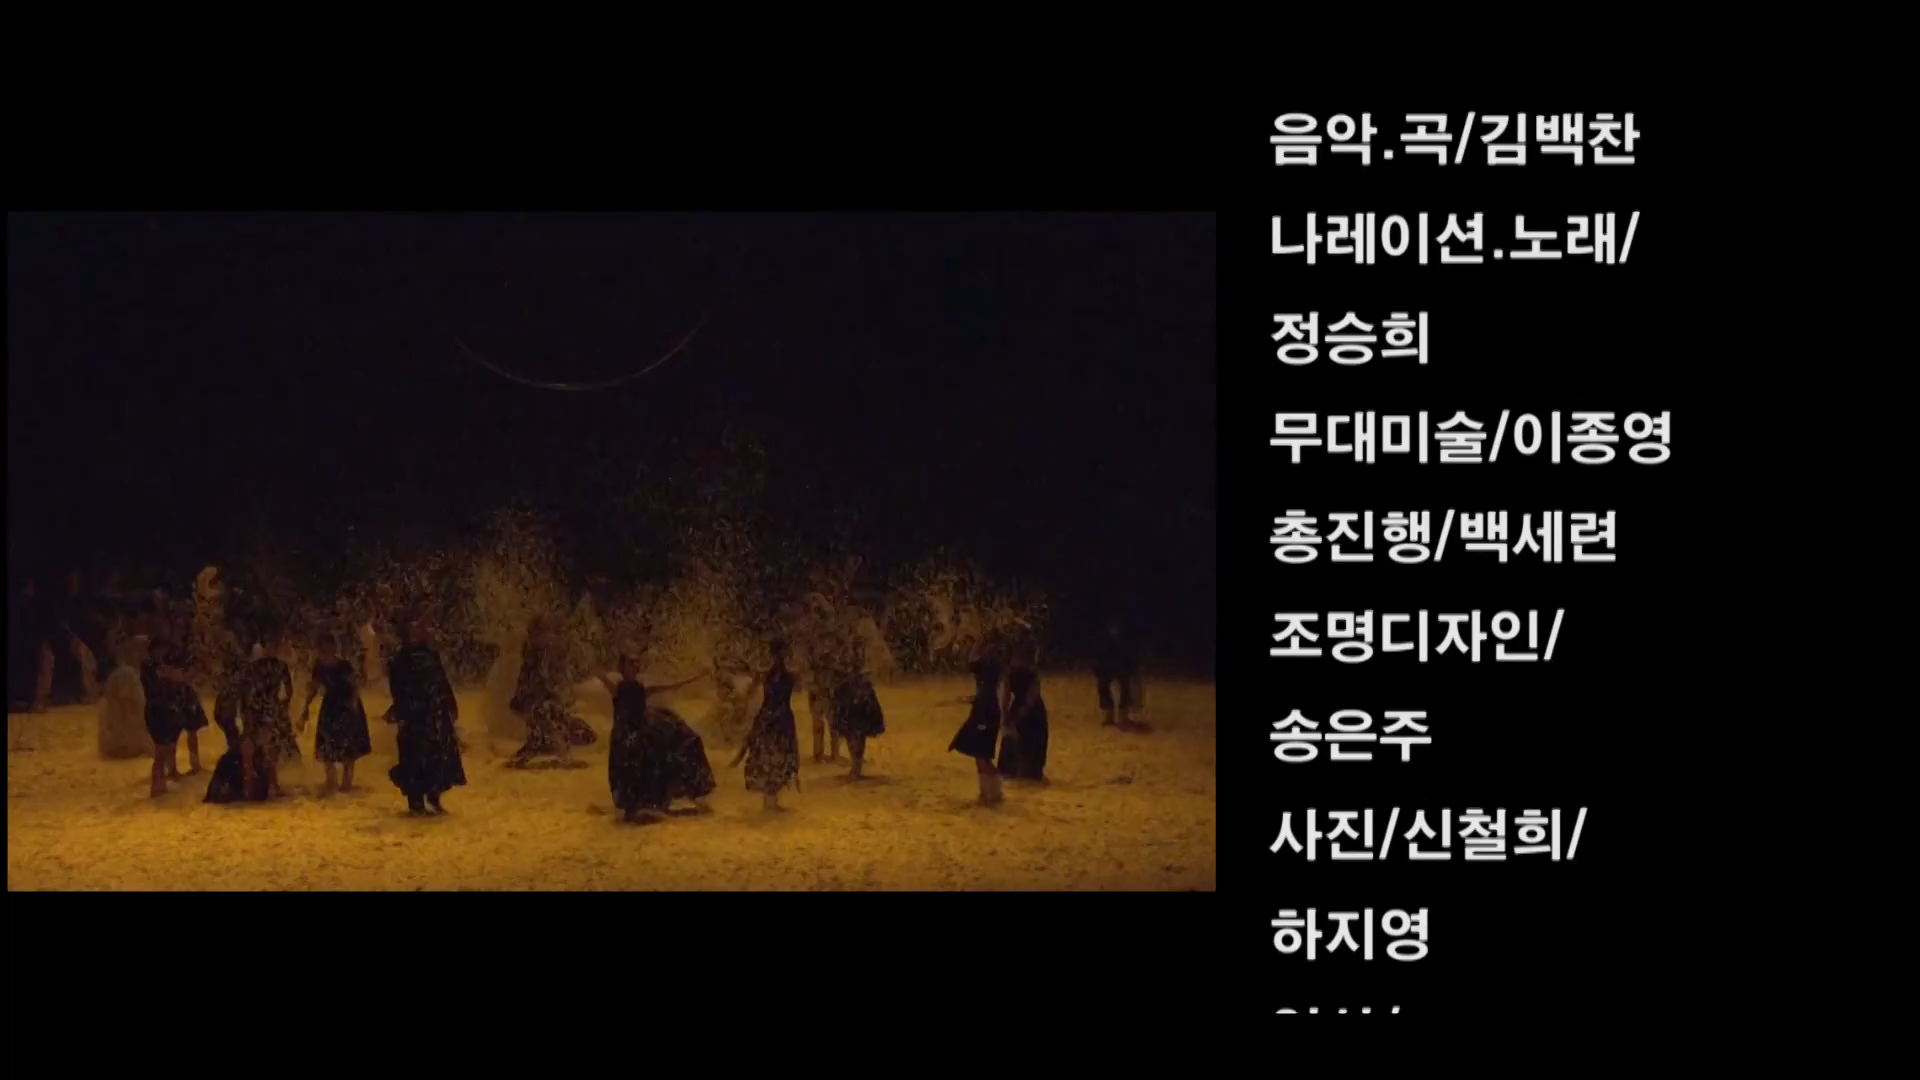 음악.곡/김백찬
나레이션.노래/
정승희
무대미술/이종영
총진행/백세련
조명디자인/
송은주
사진/신철희/
하지영